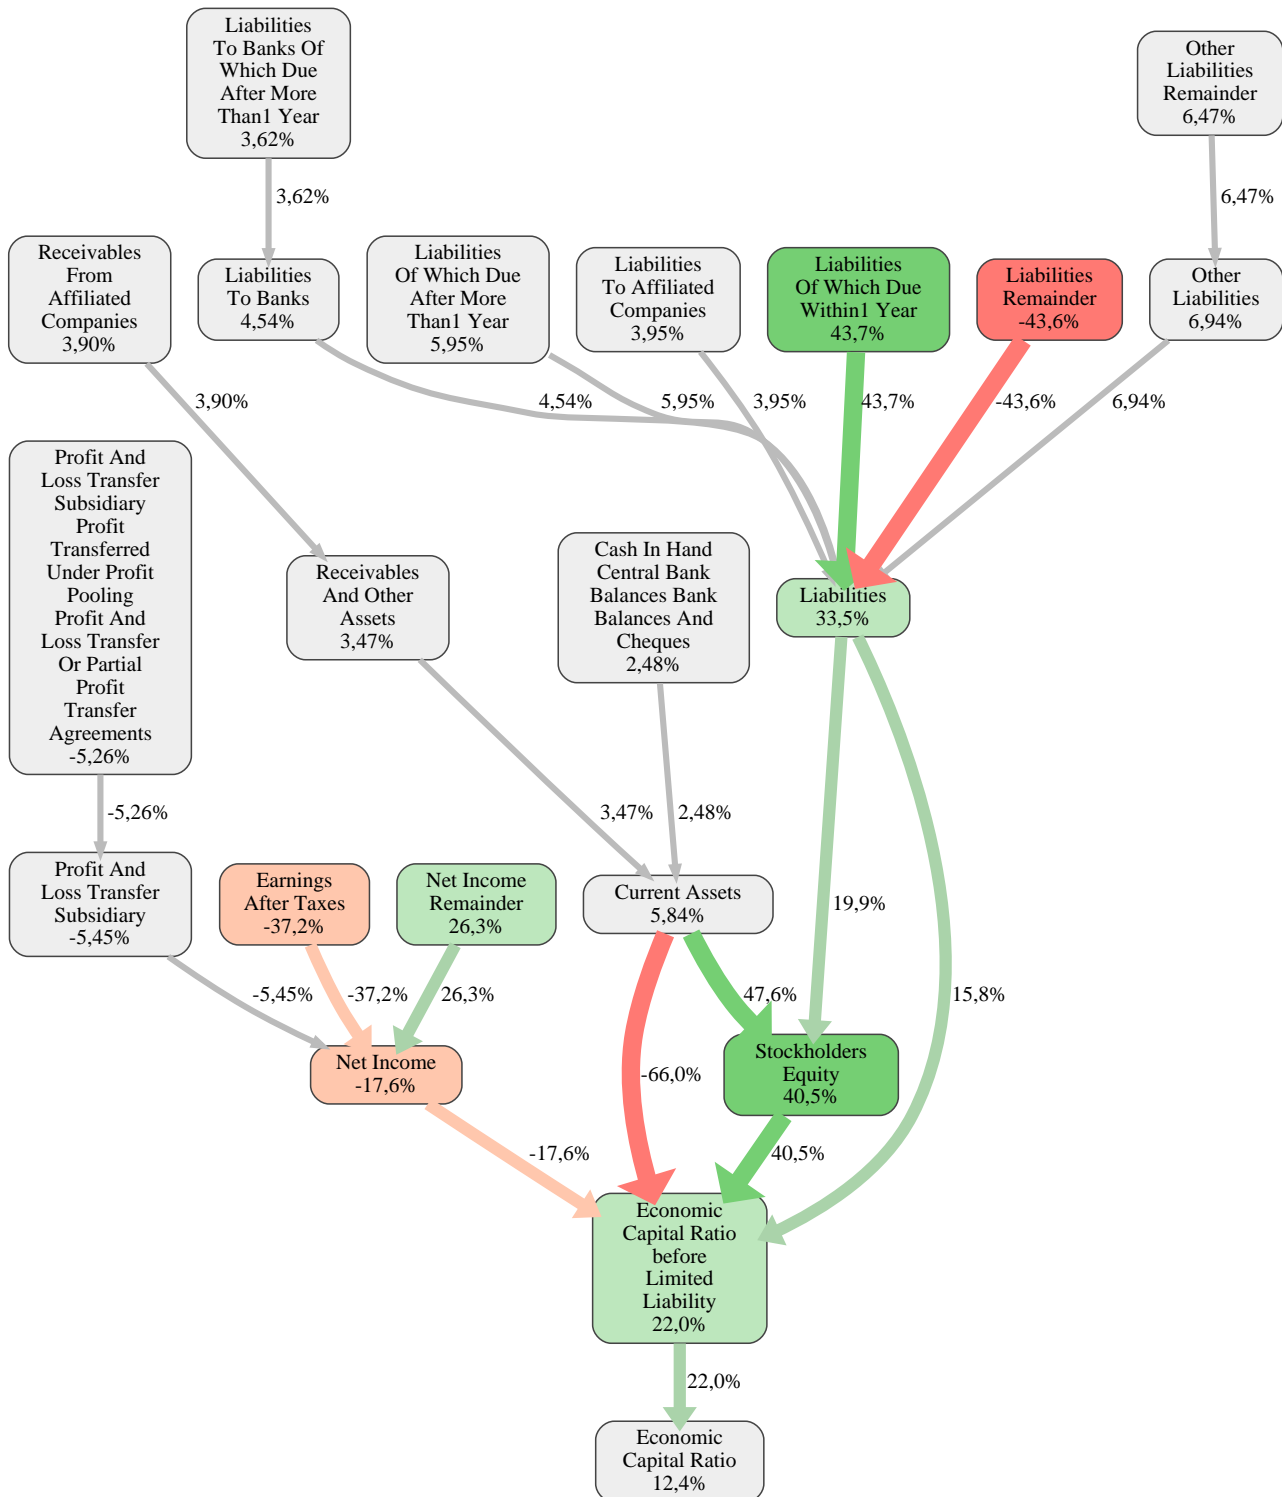 Liabilities
To Banks Of
Which Due
After More
Than1 Year
3,62%
Other
Liabilities
Remainder
6,47%
3,62%
6,47%
Receivables
From
Affiliated
Companies
3,90%
Liabilities
To Banks
4,54%
Liabilities
Of Which Due
After More
Than1 Year
5,95%
Liabilities
To Affiliated
Companies
3,95%
Liabilities
Of Which Due
Within1 Year
43,7%
Liabilities
Remainder
-43,6%
Other
Liabilities
6,94%
3,90%
4,54%
5,95%
3,95%
43,7%
-43,6%
6,94%
Profit And
Loss Transfer
Subsidiary
Profit
Transferred
Under Profit
Pooling
Profit And
Loss Transfer
Or Partial
Profit
Transfer
Agreements
-5,26%
Receivables
And Other
Assets
3,47%
Cash In Hand
Central Bank
Balances Bank
Balances And
Cheques
2,48%
Liabilities
33,5%
-5,26%
3,47%
2,48%
Profit And
Loss Transfer
Subsidiary
-5,45%
Earnings
After Taxes
-37,2%
Net Income
Remainder
26,3%
Current Assets
5,84%
19,9%
-5,45%
-37,2%
26,3%
47,6%
15,8%
Net Income
-17,6%
-66,0%
Stockholders
Equity
40,5%
-17,6%
40,5%
Economic
Capital Ratio
before
Limited
Liability
22,0%
22,0%
Economic
Capital Ratio
12,4%